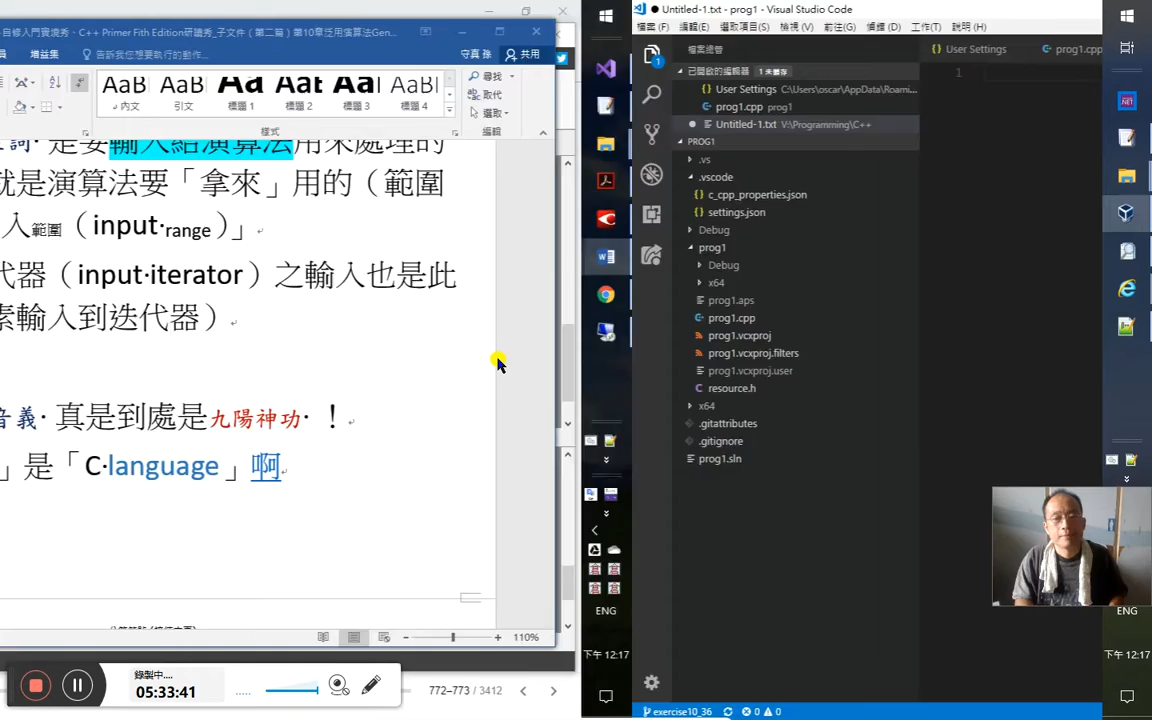 自修入門實境秀．C++ Primer Fith Edition研讀秀_子文件（第二篇）第10章泛用演算法Gen...
增益集
告訴我您想要執行的動作...
守真 孫
共用
AaB AaB Aa Aat Aal AaBl
內文
引文
標題 1
標題 2
標題 3
標題 4
樣式
尋找
取代
選取
編輯
詞· 是要輸入給演算法用來處理的
就是演算法要「拿來」用的（範圍
入範圍（input·range）」
代器（input·iterator）之輸入也是此
素輸入到迭代器）
音義· 真是到處是九陽神功· ！
」是「C·language」啊
110%
錄製中....
05:33:41
772–773 / 3412
ENG
下午 12:17
Untitled-1.txt - prog1 - Visual Studio Code
檔案 (F)
編輯(E)
選取項目(S)
檢視 (V)
前往(G)
偵錯 (D)
工作(T)
說明 (H)
檔案總管
已開啟的編輯器
1 未儲存
User Settings C:\Users\oscar\AppData\Roami...
prog1.cpp prog1
Untitled-1.txt V:\Programming\C++
PROG1
.vs
.vscode
c_cpp_properties.json
settings.json
Debug
prog1
Debug
x64
prog1.aps
prog1.cpp
prog1.vcxproj
prog1.vcxproj.filters
prog1.vcxproj.user
resource.h
x64
.gitattributes
.gitignore
prog1.sln
User Settings
prog1.cpp
1
exercise10_36
0
0
ENG
下午 12:17